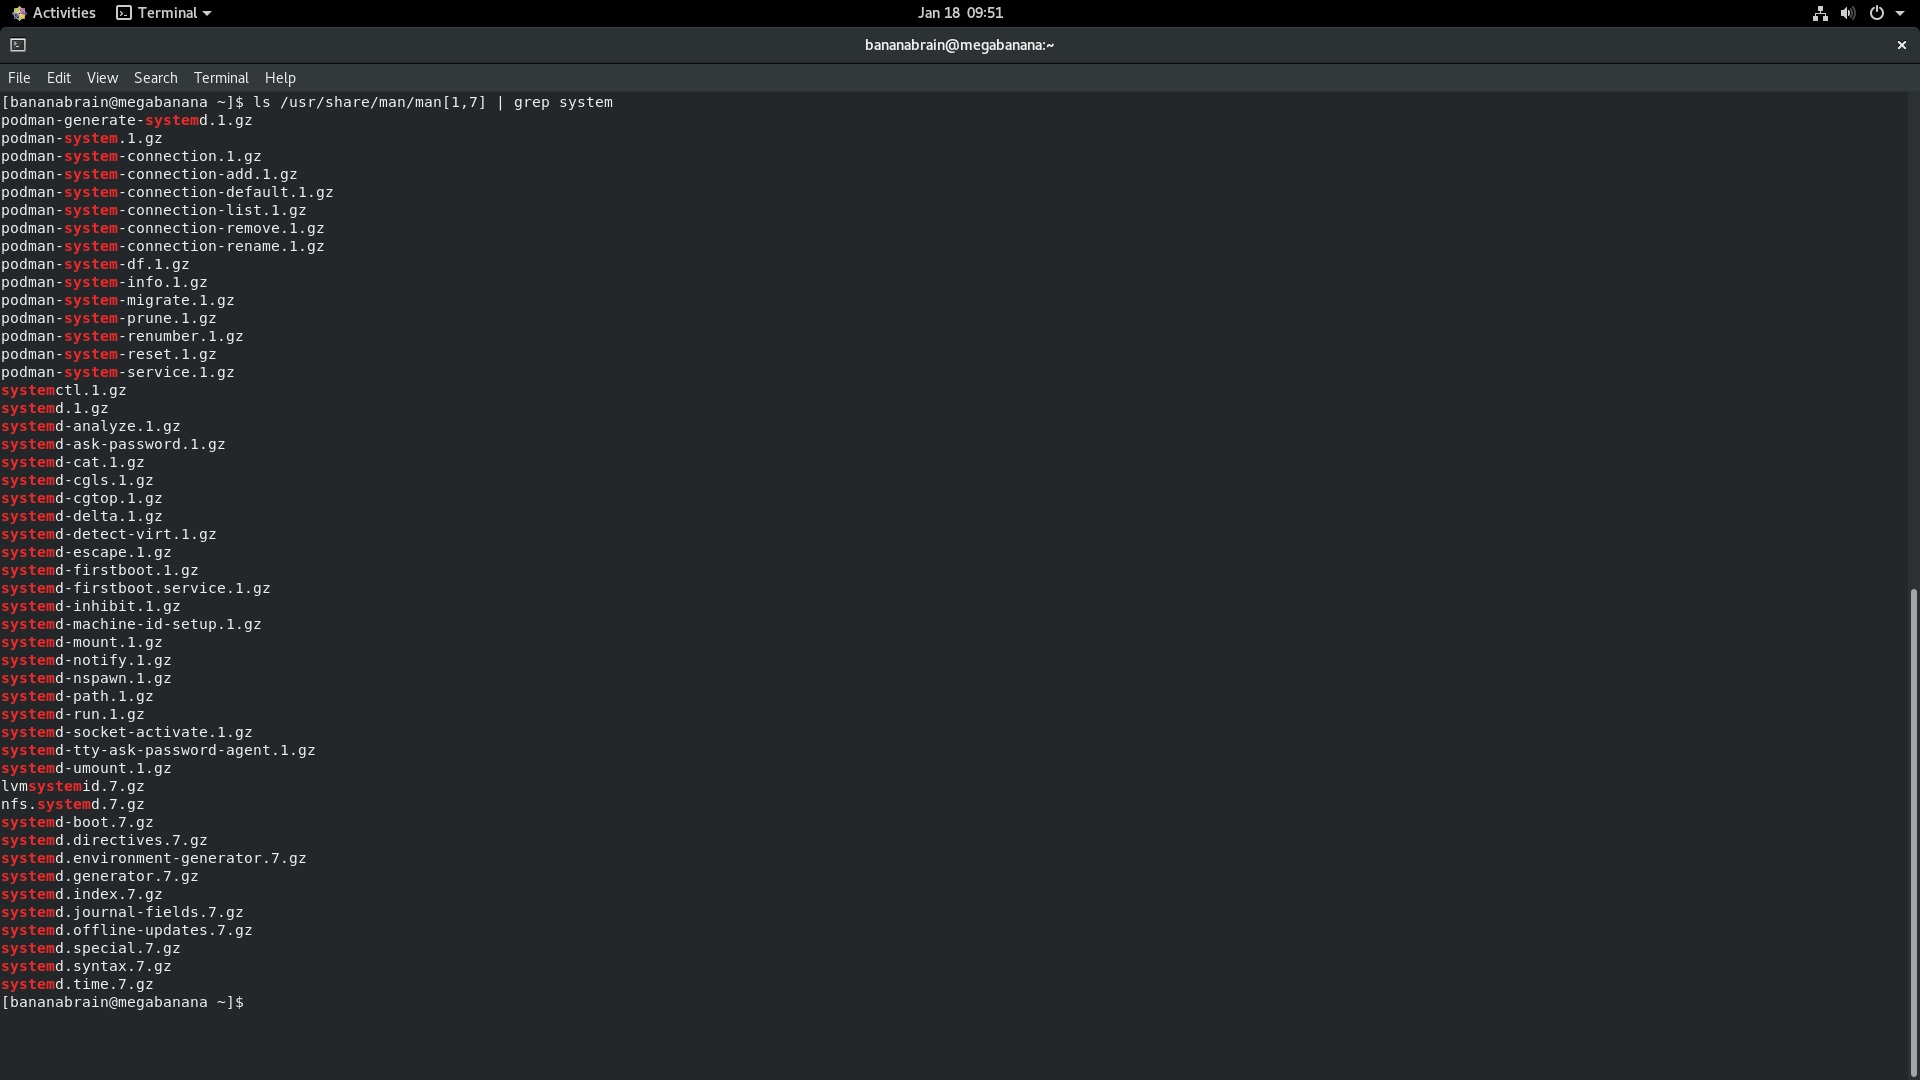 Activities
Terminal
Jan 18 09:51
bananabrain@megabanana:~
File Edit View Search Terminal Help
[bananabrain@megabanana ~]$ ls /usr/share/man/man[1,7] | grep system
podman-generate-systemd.1.gz
podman-system.1.gz
podman-system-connection.1.gz
podman-system-connection-add.1.gz
podman-system-connection-default.1.gz
podman-system-connection-list.1.gz
podman-system-connection-remove.1.gz
podman-system-connection-rename.1.gz
podman-system-df.1.gz
podman-system-info.1.gz
podman-system-migrate.1.gz
podman-system-prune.1.gz
podman-system-renumber.1.gz
podman-system-reset.1.gz
podman-system-service.1.gz
systemctl.1.gz
systemd.1.gz
systemd-analyze.1.gz
systemd-ask-password.1.gz
systemd-cat.1.gz
systemd-cgls.1.gz
systemd-cgtop.1.gz
systemd-delta.1.gz
systemd-detect-virt.1.gz
systemd-escape.1.gz
systemd-firstboot.1.gz
systemd-firstboot.service.1.gz
systemd-inhibit.1.gz
systemd-machine-id-setup.1.gz
systemd-mount.1.gz
systemd-notify.1.gz
systemd-nspawn.1.gz
systemd-path.1.gz
systemd-run.1.gz
systemd-socket-activate.1.gz
systemd-tty-ask-password-agent.1.gz
systemd-umount.1.gz
lvmsystemid.7.gz
nfs.systemd.7.gz
systemd-boot.7.gz
systemd.directives.7.gz
systemd.environment-generator.7.gz
systemd.generator.7.gz
systemd.index.7.gz
systemd.journal-fields.7.gz
systemd.offline-updates.7.gz
systemd.special.7.gz
systemd.syntax.7.gz
systemd.time.7.gz
[bananabrain@megabanana ~]$